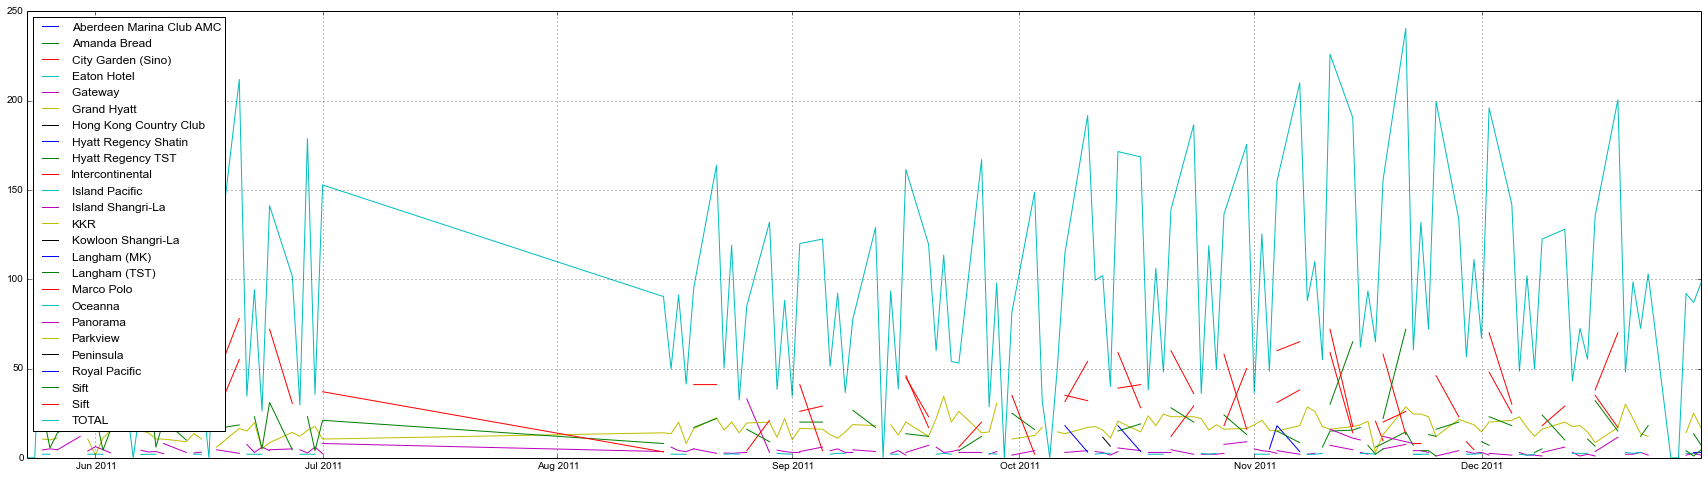 250
200
150
100
50
0
Aberdeen Marina Club AMC
Amanda Bread
City Garden (Sino)
Eaton Hotel
Gateway
Grand Hyatt
Hong Kong Country Club
Hyatt Regency Shatin
Hyatt Regency TST
Intercontinental
Island Pacific
Island Shangri-La
KKR
Kowloon Shangri-La
Langham (MK)
Langham (TST)
Marco Polo
Oceanna
Panorama
Parkview
Peninsula
Royal Pacific
Sift
Sift
TOTAL
Jun 2011 Jul 2011 Aug 2011 Sep 2011 Oct 2011 Nov 2011 Dec 2011